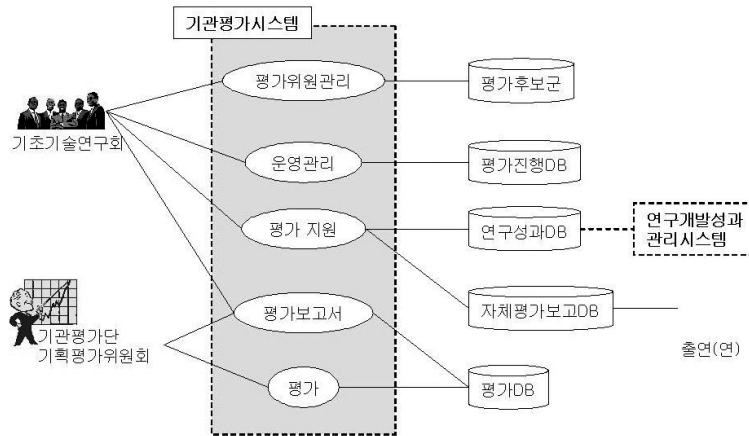 기관평가시스템
평가위원관리
평가후보군
기초기술연구회
운영관리
평가진행DB
평가 지원
연구성과DB
연구개발성과
관리시스템
평가보고서
자체평가보고DB
기관평가단
기획평가위원회
출연(연)
평가
평가DB